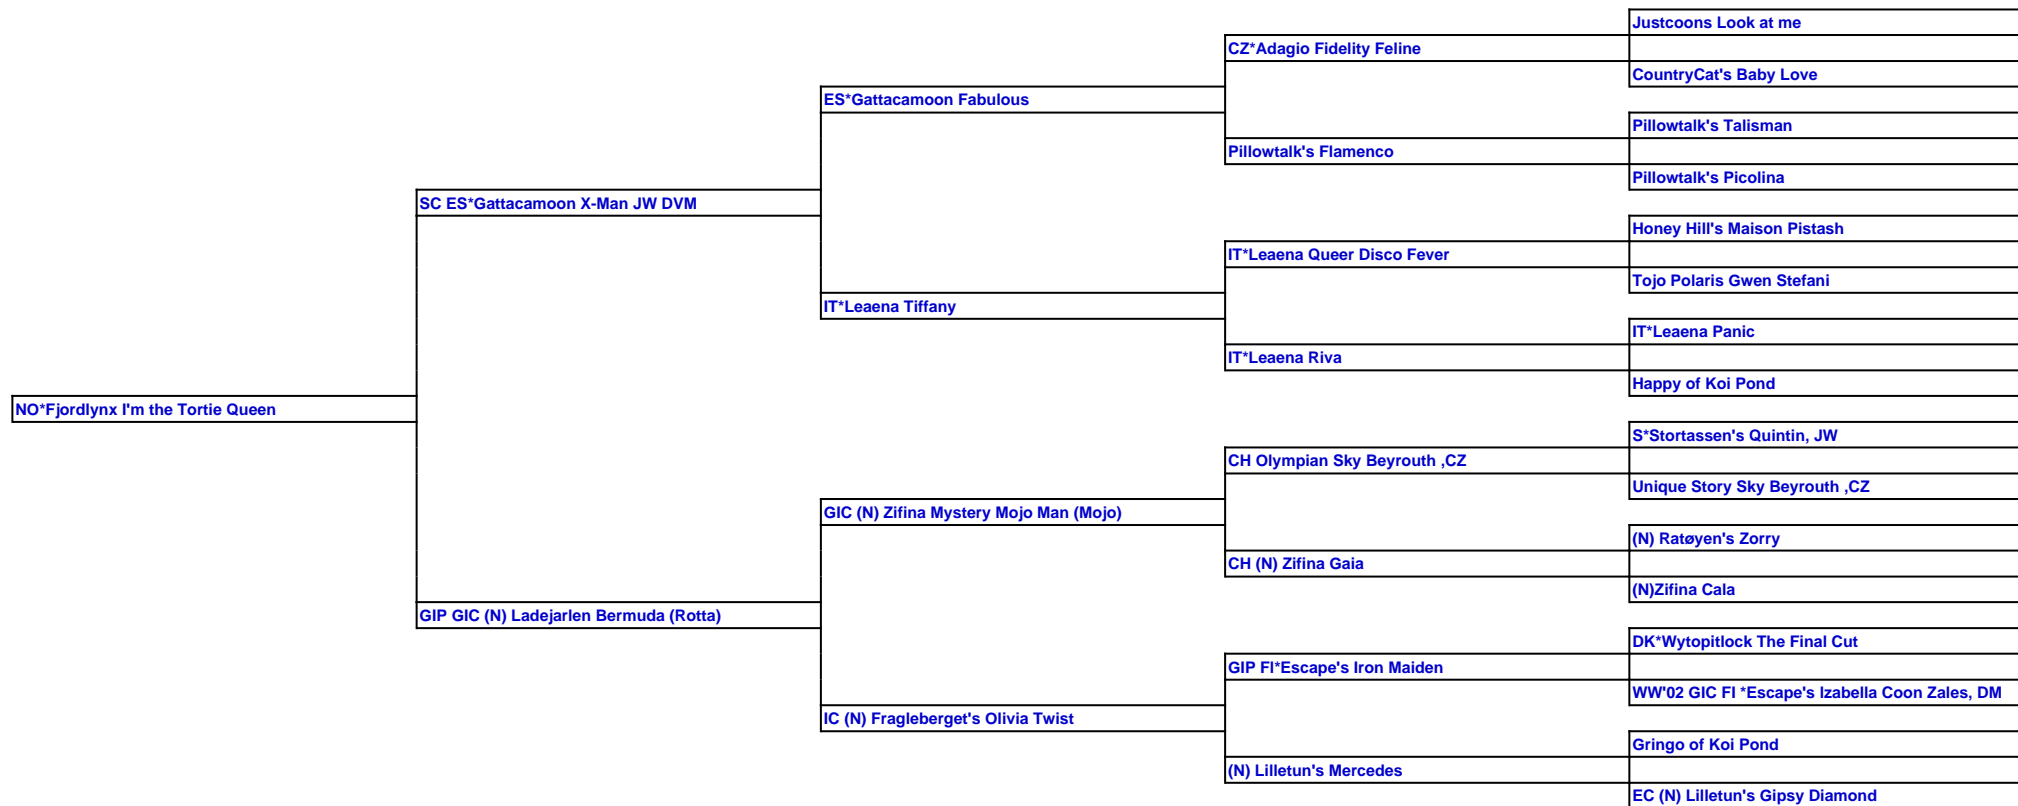 Justcoons Look at me
CZ*Adagio Fidelity Feline
CountryCat's Baby Love
ES*Gattacamoon Fabulous
Pillowtalk's Talisman
Pillowtalk's Flamenco
Pillowtalk's Picolina
SC ES*Gattacamoon X-Man JW DVM
Honey Hill's Maison Pistash
IT*Leaena Queer Disco Fever
Tojo Polaris Gwen Stefani
IT*Leaena Tiffany
IT*Leaena Panic
IT*Leaena Riva
Happy of Koi Pond
NO*Fjordlynx I'm the Tortie Queen
S*Stortassen's Quintin, JW
CH Olympian Sky Beyrouth ,CZ
Unique Story Sky Beyrouth ,CZ
GIC (N) Zifina Mystery Mojo Man (Mojo)
(N) Ratøyen's Zorry
CH (N) Zifina Gaia
(N)Zifina Cala
GIP GIC (N) Ladejarlen Bermuda (Rotta)
DK*Wytopitlock The Final Cut
GIP FI*Escape's Iron Maiden
WW'02 GIC FI *Escape's Izabella Coon Zales, DM
IC (N) Fragleberget's Olivia Twist
Gringo of Koi Pond
(N) Lilletun's Mercedes
EC (N) Lilletun's Gipsy Diamond